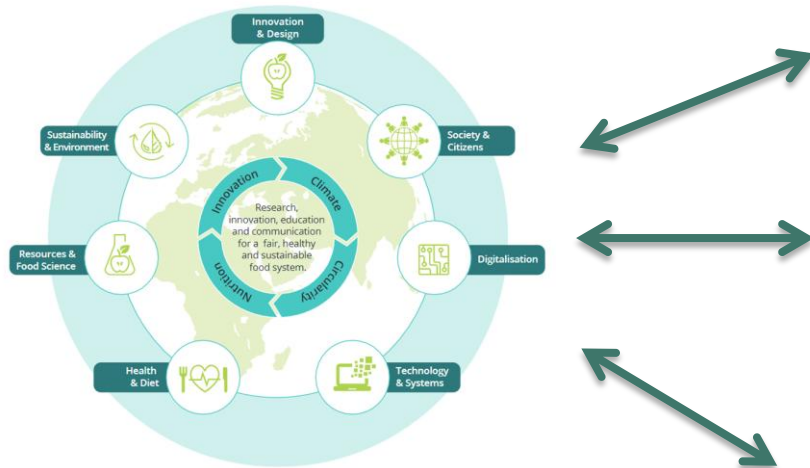 Innovation
& Design
Sustainability
& Environment
Society &
Citizens
Innovation
Climate
Research,
innovation, education
and communication
for a fair, healthy
and sustainable
food system.
Nutrition
Circularity
Resources &
Food Science
Digitalisation
Health
& Diet
Technology
& Systems